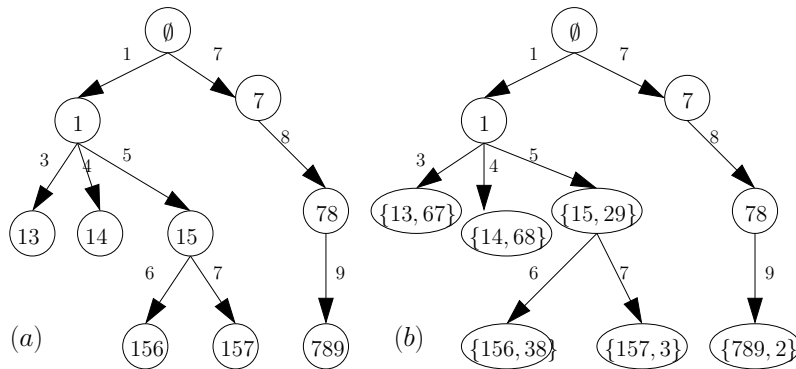 ∅ ∅
1 7 1 7
7 7
1 1
8 8
3 4 5 3 4 5
13 14 15 78 {13, 67} {14, 68} {15, 29} 78
6 7 9 6 7 9
(a) 156 157 789 (b) {156, 38} {157, 3} {789, 2}